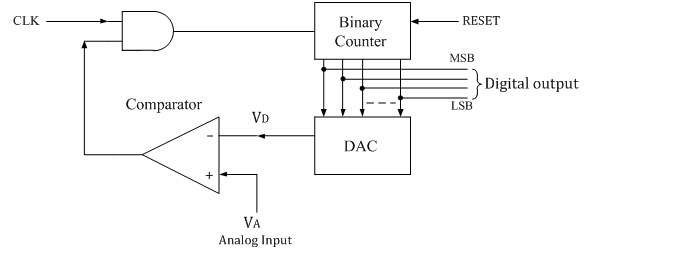 CLK
Binary
Counter
RESET
MSB
Digital output
LSB
Comparator
VD
DAC
−
+
VA
Analog Input